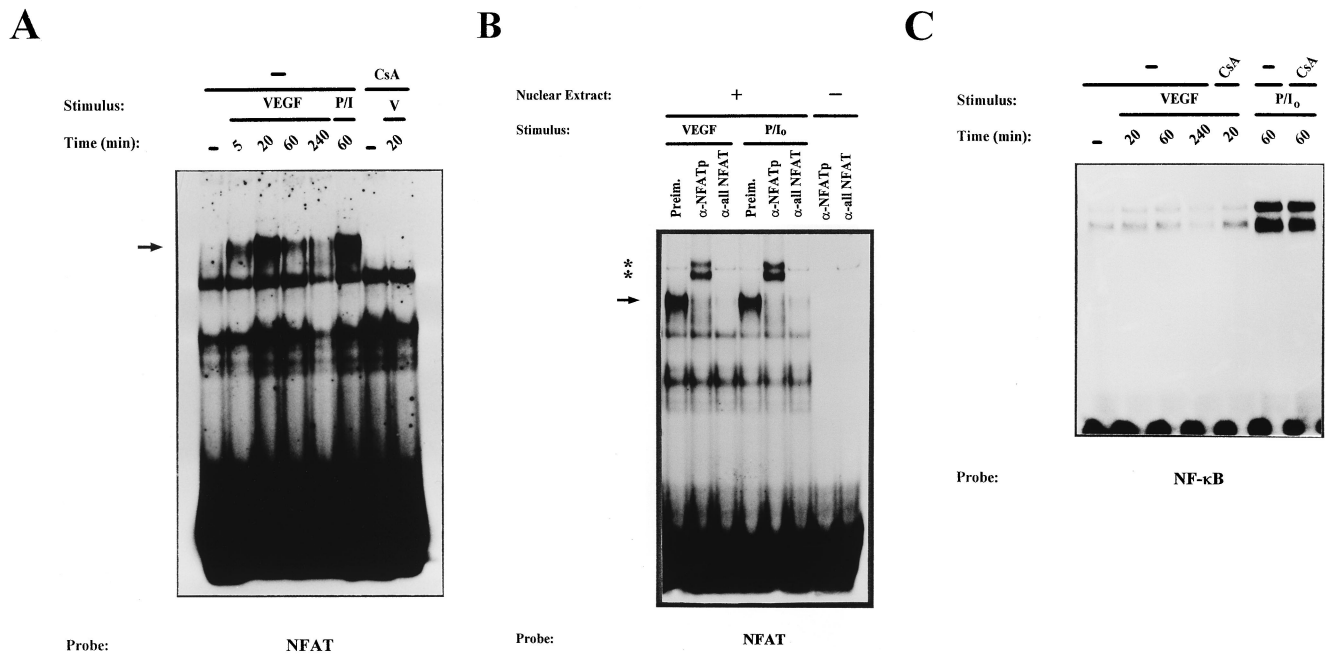 A
– CsA
Stimulus: VEGF P/I V
Time (min): – 5 20 60 240 60 – 20
Probe: NFAT
B
Nuclear Extract: + –
Stimulus: VEGF P/Io
Preim. α-NFATp α-all NFAT Preim. α-NFATp α-all NFAT α-NFATp α-all NFAT
*
*
Probe: NFAT
C
– CsA – CsA
Stimulus: VEGF P/Io
Time (min): – 20 60 240 20 60 60
Probe: NF-κB